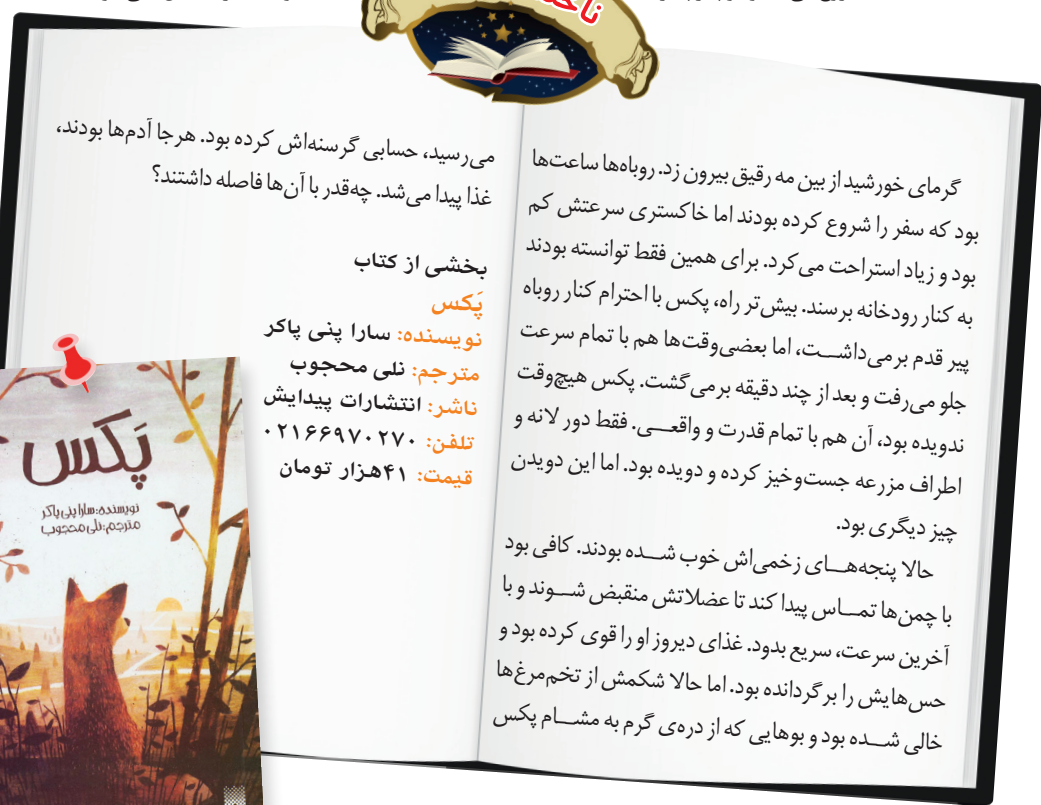 گرمای خورشید از بین مه رقیق بیرون زد. روباه‌ها ساعت‌ها
بود که سفر را شروع کرده بودند اما خاکستری سرعتش کم
بود و زیاد استراحت می‌کرد. برای همین فقط توانسته بودند
به کنار رودخانه برسند. بیش‌تر راه، پکس با احترام کنار روباه
پیر قدم برمی‌داشت، اما بعضی‌وقت‌ها هم با تمام سرعت
جلو می‌رفت و بعد از چند دقیقه برمی‌گشت. پکس هیچ‌وقت
ندویده بود، آن هم با تمام قدرت و واقعی. فقط دور لانه و
اطراف مزرعه جست‌وخیز کرده و دویده بود. اما این دویدن
چیز دیگری بود.
حالا پنجه‌های زخمی‌اش خوب شده بودند. کافی بود
با چمن‌ها تماس پیدا کند تا عضلاتش منقبض شوند و با
آخرین سرعت، سریع بدود. غذای دیروز او را قوی کرده بود و
حس‌هایش را برگردانده بود. اما حالا شکمش از تخم‌مرغ‌ها
خالی شده بود و بوهایی که از دره‌ی گرم به مشام پکس
می‌رسید، حسابی گرسنه‌اش کرده بود. هرجا آدم‌ها بودند،
غذا پیدا می‌شد. چه‌قدر با آن‌ها فاصله داشتند؟
بخشی از کتاب
پَکس
نویسنده: سارا پنی پاکر
مترجم: نلی محجوب
ناشر: انتشارات پیدایش
تلفن: ۰۲۱۶۶۹۷۰۲۷۰
قیمت: ۴۱هزار تومان
پَکس
نویسنده: سارا پنی پاکر
مترجم: نلی محجوب